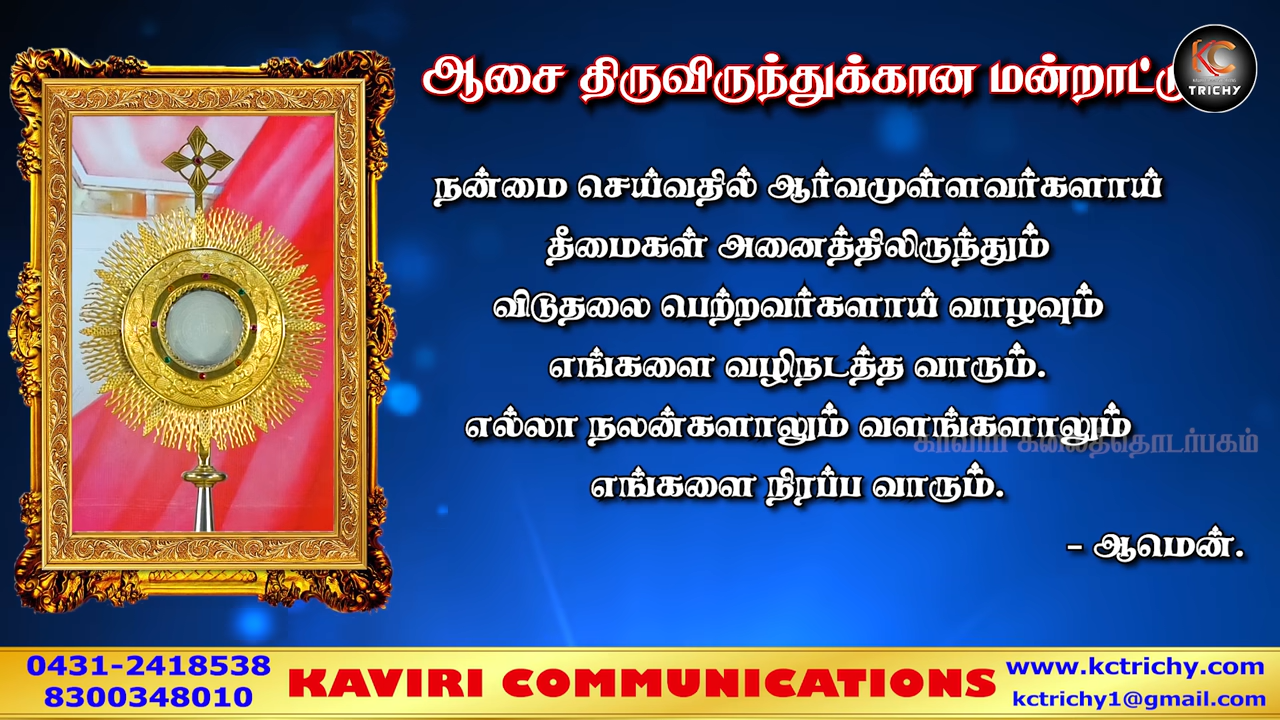 ஆசை திருவிருந்துக்கான மன்றாட்டு
KC
TRICHY
நன்மை செய்வதில் ஆர்வமுள்ளவர்களாய்
தீமைகள் அனைத்திலிருந்தும்
விடுதலை பெற்றவர்களாய் வாழவும்
எங்களை வழிநடத்த வாரும்.
எல்லா நலன்களாலும் வளங்களாலும்
காவிரி கலைத்தொடர்பகம்
எங்களை நிரப்ப வாரும்.
- ஆமென்.
0431-2418538
8300348010
KAVIRI COMMUNICATIONS
www.kctrichy.com
kctrichy1@gmail.com